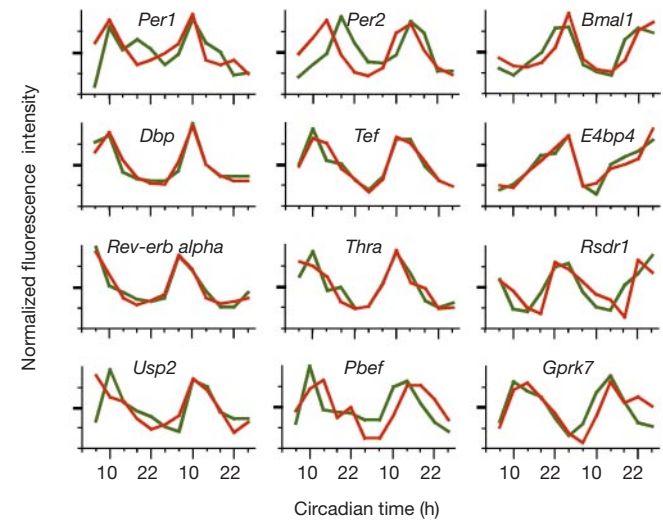 Per1
Per2
Bmal1
Dbp
Tef
E4bp4
Rev-erb alpha
Thra
Rsdr1
Usp2
Pbef
Gprk7
Normalized fluorescence intensity
10 22 10 22
10 22 10 22
10 22 10 22
Circadian time (h)